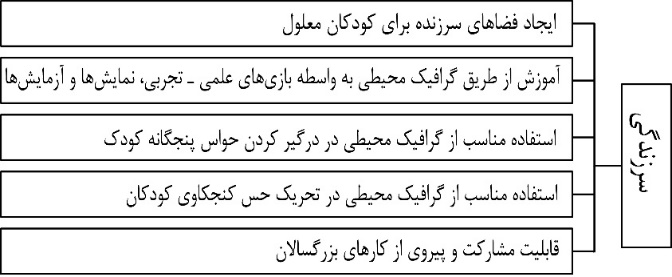 سرزندگی
ایجاد فضاهای سرزنده برای کودکان معلول
آموزش از طریق گرافیک محیطی به واسطه بازی‌های علمی ـ تجربی، نمایش‌ها و آزمایش‌ها
استفاده مناسب از گرافیک محیطی در درگیر کردن حواس پنجگانه کودک
استفاده مناسب از گرافیک محیطی در تحریک حس کنجکاوی کودکان
قابلیت مشارکت و پیروی از کارهای بزرگسالان